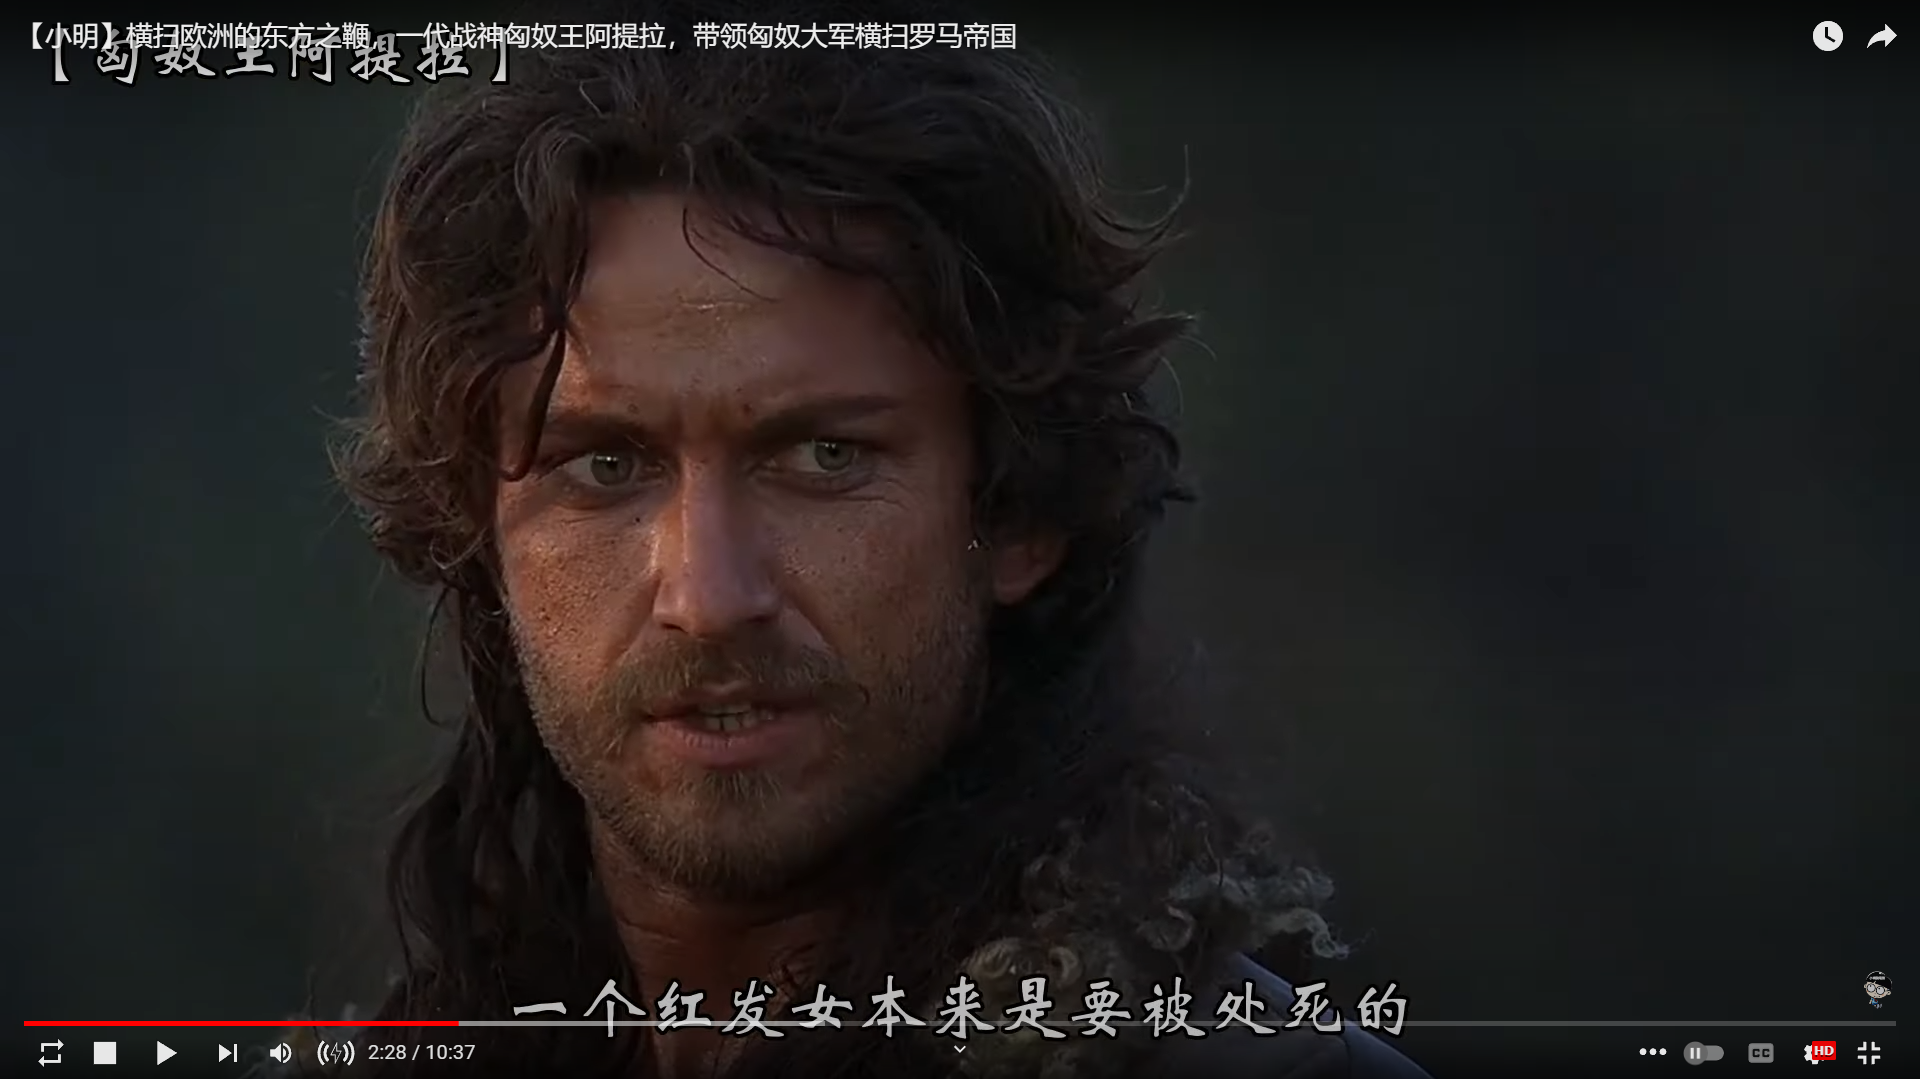 【小明】横扫欧洲的东方之鞭，一代战神匈奴王阿提拉，带领匈奴大军横扫罗马帝国
【匈奴王阿提拉】
一个红发女本来是要被处死的
2:28 / 10:37
CC
HD